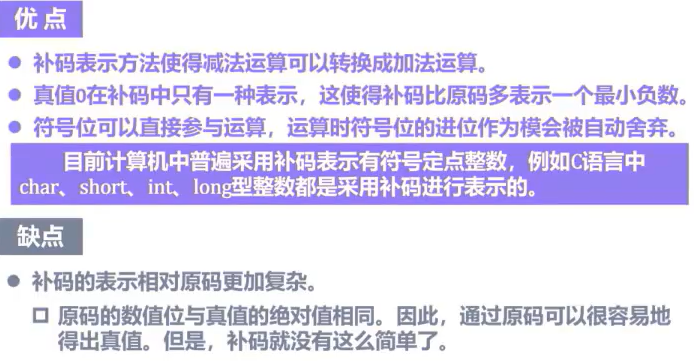 优点
● 补码表示方法使得减法运算可以转换成加法运算。
● 真值0在补码中只有一种表示，这使得补码比原码多表示一个最小负数。
● 符号位可以直接参与运算，运算时符号位的进位作为模会被自动舍弃。
目前计算机中普遍采用补码表示有符号定点整数，例如C语言中
char、short、int、long型整数都是采用补码进行表示的。
缺点
● 补码的表示相对原码更加复杂。
□ 原码的数值位与真值的绝对值相同。因此，通过原码可以很容易地
得出真值。但是，补码就没有这么简单了。